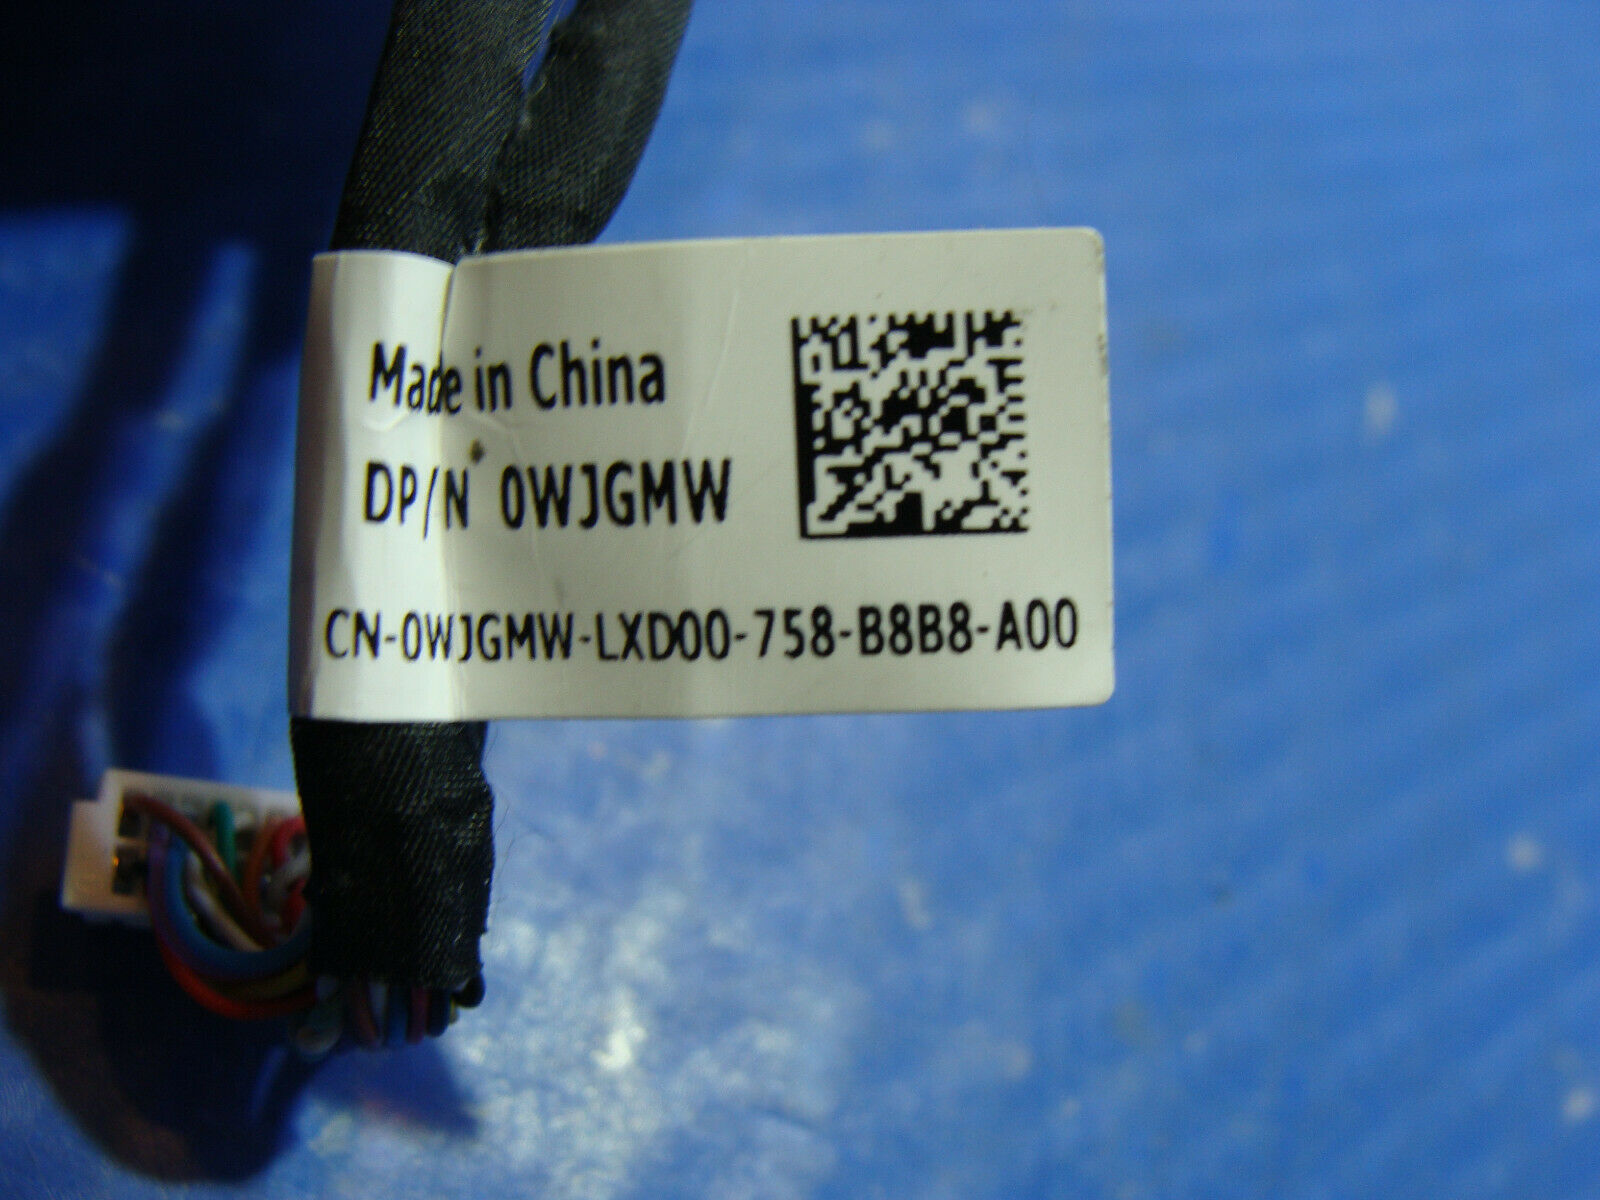 Made in China
DP/N 0WJGMW
CN-0WJGMW-LXD00-758-B8B8-A00